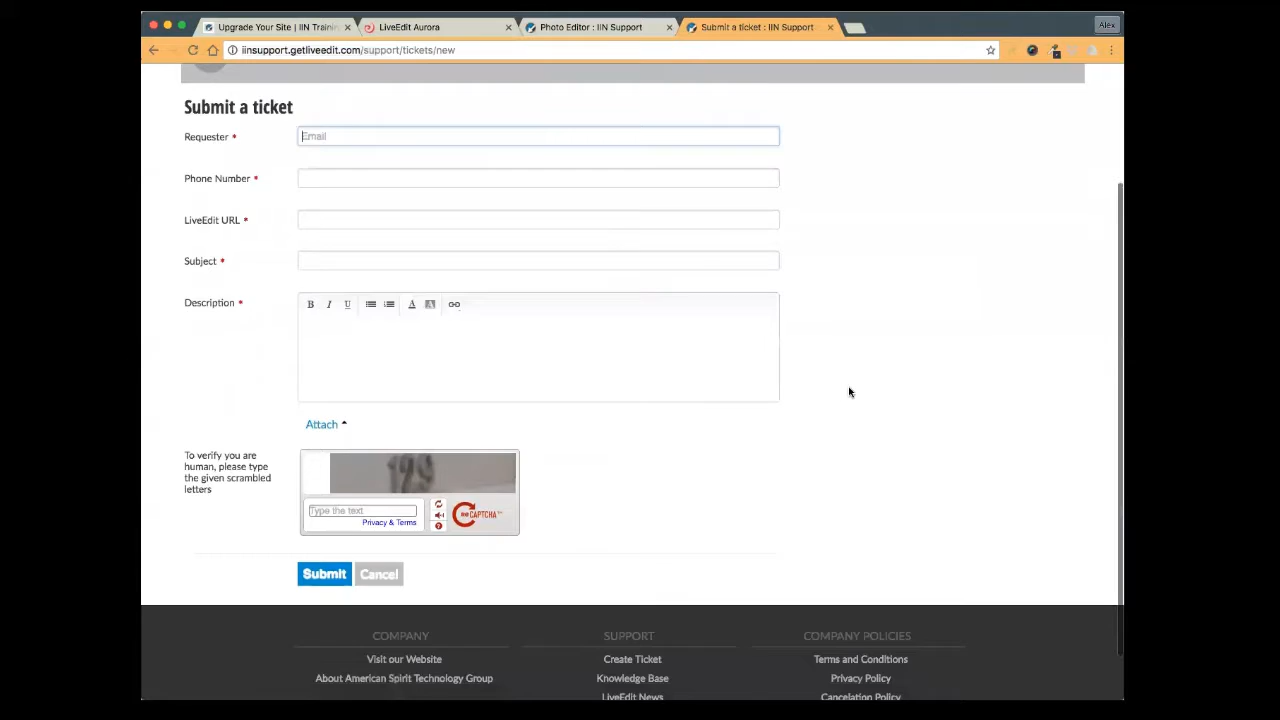 Upgrade Your Site | IIN Trainin
LiveEdit Aurora
Photo Editor : IIN Support
Submit a ticket : IIN Support
Alex
iinsupport.getliveedit.com/support/tickets/new
Submit a ticket
Requester *
Email
Phone Number *
LiveEdit URL *
Subject *
Description *
B I U A A
Attach
To verify you are
human, please type
the given scrambled
letters
Type the text
Privacy & Terms
reCAPTCHA™
Submit Cancel
COMPANY
Visit our Website
About American Spirit Technology Group
SUPPORT
Create Ticket
Knowledge Base
LiveEdit News
COMPANY POLICIES
Terms and Conditions
Privacy Policy
Cancelation Policy